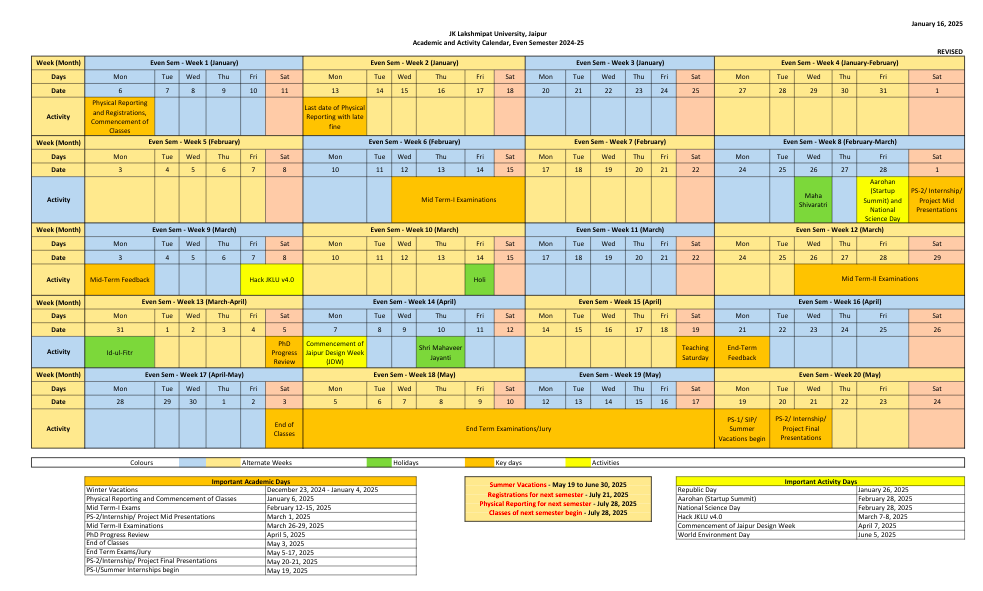 January 16, 2025
JK Lakshmipat University, Jaipur
Academic and Activity Calendar, Even Semester 2024-25
REVISED
Week (Month) Even Sem - Week 1 (January) Even Sem - Week 2 (January) Even Sem - Week 3 (January) Even Sem - Week 4 (January-February)
Days Mon Tue Wed Thu Fri Sat Mon Tue Wed Thu Fri Sat Mon Tue Wed Thu Fri Sat Mon Tue Wed Thu Fri Sat
Date 6 7 8 9 10 11 13 14 15 16 17 18 20 21 22 23 24 25 27 28 29 30 31 1
Activity
Physical Reporting
and Registrations,
Commencement of
Classes
Last date of Physical
Reporting with late
fine
Week (Month) Even Sem - Week 5 (February) Even Sem - Week 6 (February) Even Sem - Week 7 (February) Even Sem - Week 8 (February-March)
Days Mon Tue Wed Thu Fri Sat Mon Tue Wed Thu Fri Sat Mon Tue Wed Thu Fri Sat Mon Tue Wed Thu Fri Sat
Date 3 4 5 6 7 8 10 11 12 13 14 15 17 18 19 20 21 22 24 25 26 27 28 1
Activity
Mid Term-I Examinations
Maha
Shivaratri
Aarohan
(Startup
Summit) and
National
Science Day
PS-2/ Internship/
Project Mid
Presentations
Week (Month) Even Sem - Week 9 (March) Even Sem - Week 10 (March) Even Sem - Week 11 (March) Even Sem - Week 12 (March)
Days Mon Tue Wed Thu Fri Sat Mon Tue Wed Thu Fri Sat Mon Tue Wed Thu Fri Sat Mon Tue Wed Thu Fri Sat
Date 3 4 5 6 7 8 10 11 12 13 14 15 17 18 19 20 21 22 24 25 26 27 28 29
Activity Mid-Term Feedback Hack JKLU v4.0 Holi Mid Term-II Examinations
Week (Month) Even Sem - Week 13 (March-April) Even Sem - Week 14 (April) Even Sem - Week 15 (April) Even Sem - Week 16 (April)
Days Mon Tue Wed Thu Fri Sat Mon Tue Wed Thu Fri Sat Mon Tue Wed Thu Fri Sat Mon Tue Wed Thu Fri Sat
Date 31 1 2 3 4 5 7 8 9 10 11 12 14 15 16 17 18 19 21 22 23 24 25 26
Activity Id-ul-Fitr
PhD
Progress
Review
Commencement of
Jaipur Design Week
(JDW)
Shri Mahaveer
Jayanti
Teaching
Saturday
End-Term
Feedback
Week (Month) Even Sem - Week 17 (April-May) Even Sem - Week 18 (May) Even Sem - Week 19 (May) Even Sem - Week 20 (May)
Days Mon Tue Wed Thu Fri Sat Mon Tue Wed Thu Fri Sat Mon Tue Wed Thu Fri Sat Mon Tue Wed Thu Fri Sat
Date 28 29 30 1 2 3 5 6 7 8 9 10 12 13 14 15 16 17 19 20 21 22 23 24
Activity
End of
Classes
End Term Examinations/Jury
PS-1/ SIP/
Summer
Vacations begin
PS-2/ Internship/
Project Final
Presentations
Colours Alternate Weeks Holidays Key days Activities
Important Academic Days
Winter Vacations December 23, 2024 - January 4, 2025
Physical Reporting and Commencement of Classes January 6, 2025
Mid Term-I Exams February 12-15, 2025
PS-2/Internship/ Project Mid Presentations March 1, 2025
Mid Term-II Examinations March 26-29, 2025
PhD Progress Review April 5, 2025
End of Classes May 3, 2025
End Term Exams/Jury May 5-17, 2025
PS-2/Internship/ Project Final Presentations May 20-21, 2025
PS-I/Summer Internships begin May 19, 2025
Summer Vacations - May 19 to June 30, 2025
Registrations for next semester - July 21, 2025
Physical Reporting for next semester - July 28, 2025
Classes of next semester begin - July 28, 2025
Important Activity Days
Republic Day January 26, 2025
Aarohan (Startup Summit) February 28, 2025
National Science Day February 28, 2025
Hack JKLU v4.0 March 7-8, 2025
Commencement of Jaipur Design Week April 7, 2025
World Environment Day June 5, 2025